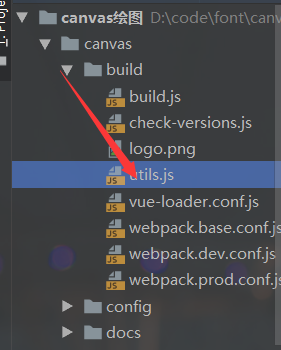 1: Project
canvas绘图 D:\code\font\canv
canvas
build
build.js
check-versions.js
logo.png
utils.js
vue-loader.conf.js
webpack.base.conf.js
webpack.dev.conf.js
webpack.prod.conf.js
config
docs